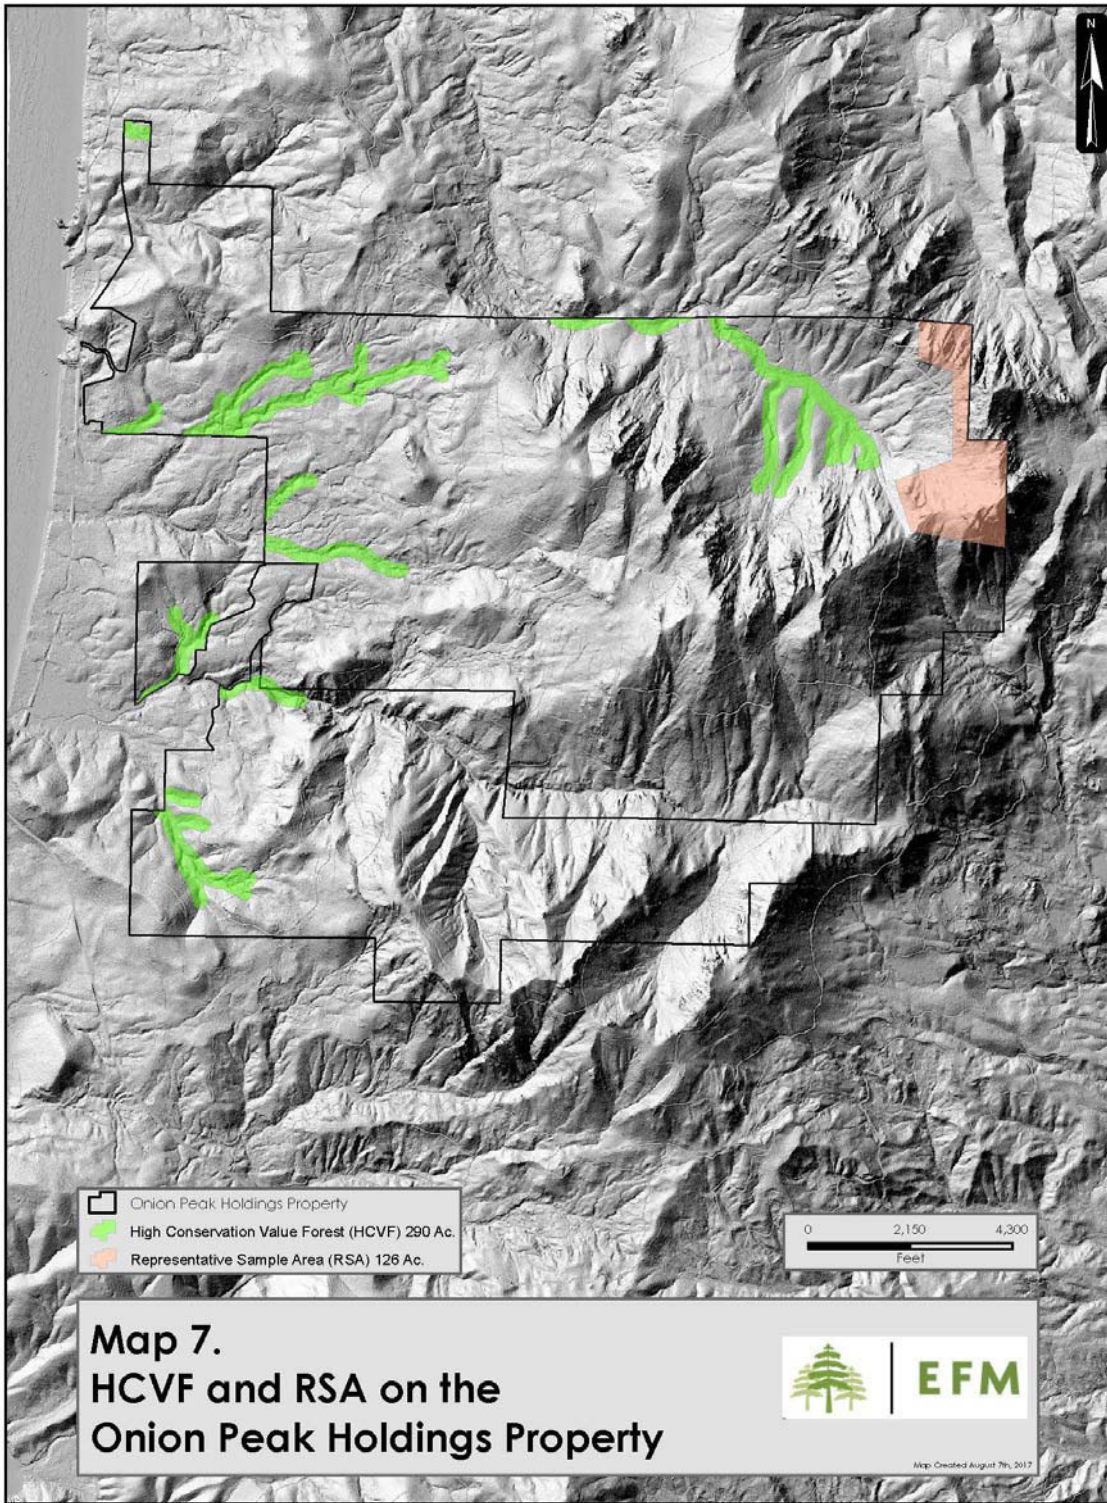 N
Onion Peak Holdings Property
High Conservation Value Forest (HCVF) 290 Ac.
Representative Sample Area (RSA) 126 Ac.
0 2,150 4,300
Feet
Map 7.
HCVF and RSA on the
Onion Peak Holdings Property
EFM
Map Created August 7th, 2017